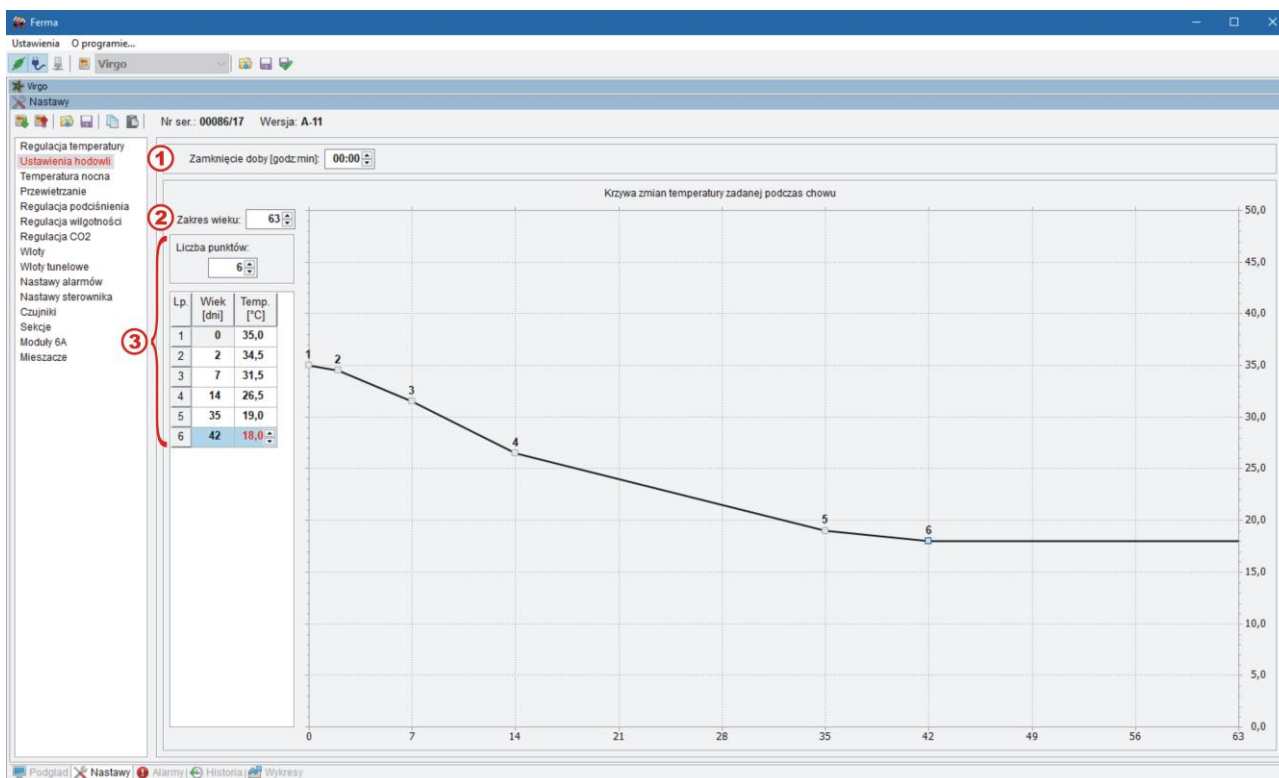 Ferma
Ustawienia O programie...
Virgo
Virgo
Nastawy
Nr ser.: 00086/17 Wersja: A-11
Regulacja temperatury
Ustawienia hodowli
Temperatura nocna
Przewietrzanie
Regulacja podciśnienia
Regulacja wilgotności
Regulacja CO2
Wloty
Wloty tunelowe
Nastawy alarmów
Nastawy sterownika
Czujniki
Sekcje
Moduły 6A
Mieszacze
1 Zamknięcie doby [godz:min]: 00:00
Krzywa zmian temperatury zadanej podczas chowu
2 Zakres wieku: 63
3
Liczba punktów:
6
Lp. Wiek [dni] Temp. [°C]
1 0 35,0
2 2 34,5
3 7 31,5
4 14 26,5
5 35 19,0
6 42 18,0
1 2 3 4 5 6
50,0
45,0
40,0
35,0
30,0
25,0
20,0
15,0
10,0
5,0
0,0
0 7 14 21 28 35 42 49 56 63
Podgląd Nastawy Alarmy Historia Wykresy